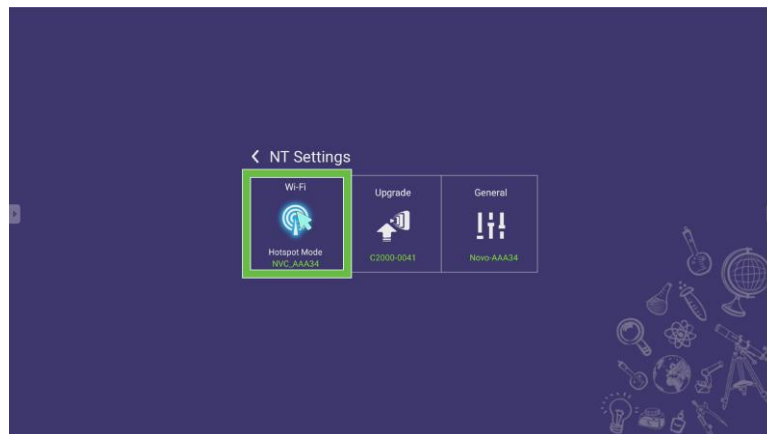 NT Settings
Wi-Fi
Hotspot Mode
NVC_AAA34
Upgrade
C2000-0041
General
Novo-AAA34